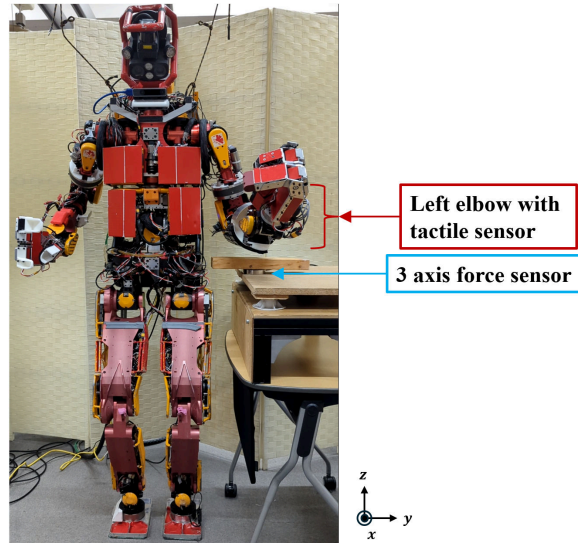 Left elbow with
tactile sensor
3 axis force sensor
z
y
x